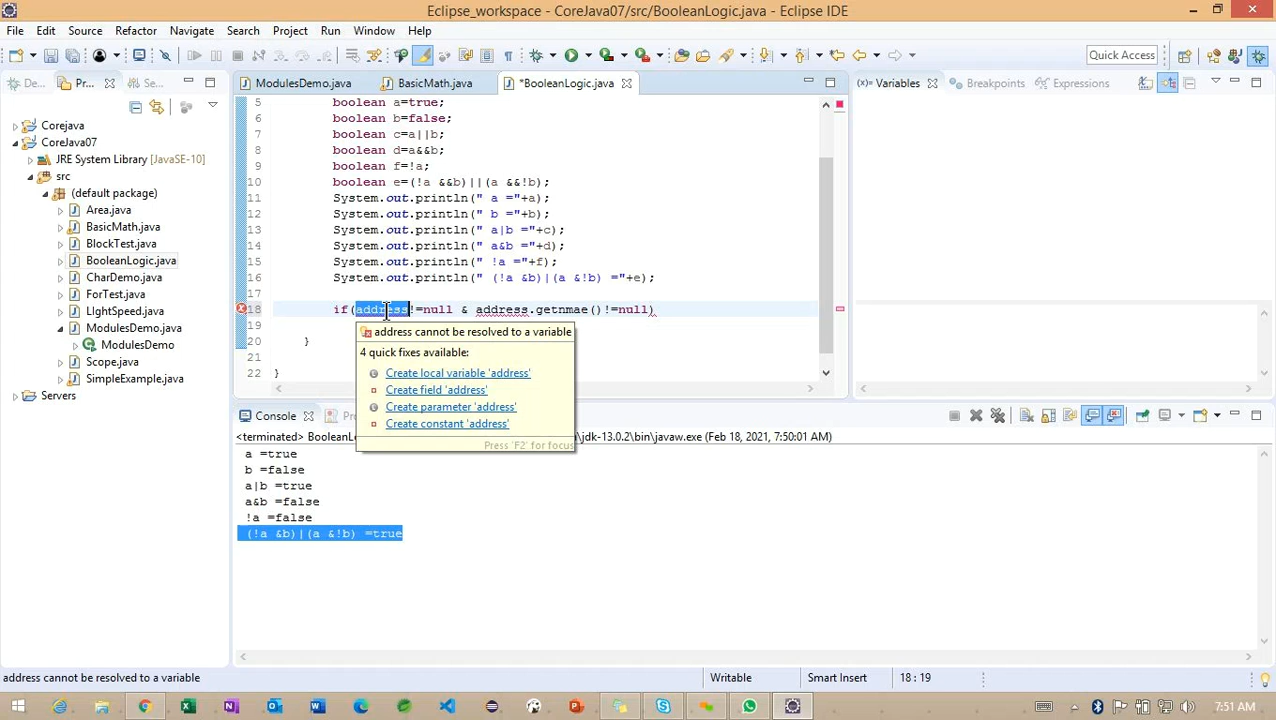 Eclipse_workspace - CoreJava07/src/BooleanLogic.java - Eclipse IDE
File Edit Source Refactor Navigate Search Project Run Window Help
Quick Access
De... Pr... Se...
ModulesDemo.java BasicMath.java *BooleanLogic.java
Variables Breakpoints Expressions
Corejava
CoreJava07
JRE System Library [JavaSE-10]
src
(default package)
Area.java
BasicMath.java
BlockTest.java
BooleanLogic.java
CharDemo.java
ForTest.java
LIghtSpeed.java
ModulesDemo.java
ModulesDemo
Scope.java
SimpleExample.java
Servers
5 boolean a=true;
6 boolean b=false;
7 boolean c=a||b;
8 boolean d=a&&b;
9 boolean f=!a;
10 boolean e=(!a &&b)||(a &&!b);
11 System.out.println(" a ="+a);
12 System.out.println(" b ="+b);
13 System.out.println(" a|b ="+c);
14 System.out.println(" a&b ="+d);
15 System.out.println(" !a ="+f);
16 System.out.println(" (!a &b)|(a &!b) ="+e);
17
18 if(address!=null & address.getnmae()!=null)
19
20 }
21
22 }
address cannot be resolved to a variable
4 quick fixes available:
Create local variable 'address'
Create field 'address'
Create parameter 'address'
Create constant 'address'
Press 'F2' for focus
Console Pr
<terminated> BooleanLo \jdk-13.0.2\bin\javaw.exe (Feb 18, 2021, 7:50:01 AM)
a =true
b =false
a|b =true
a&b =false
!a =false
(!a &b)|(a &!b) =true
address cannot be resolved to a variable Writable Smart Insert 18 : 19
7:51 AM